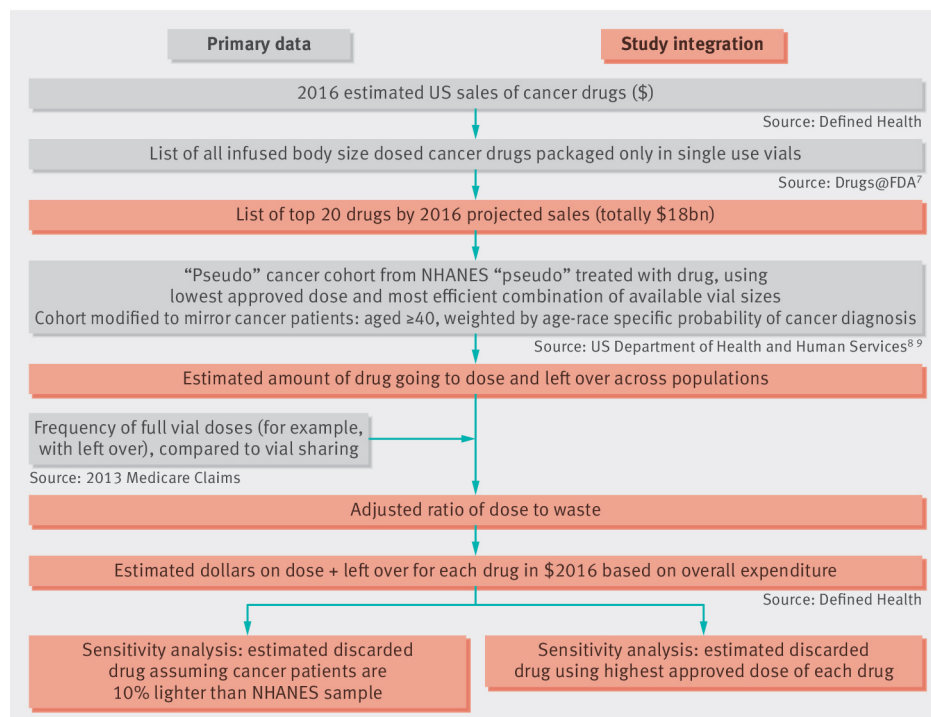 Primary data
Study integration
2016 estimated US sales of cancer drugs ($)
Source: Defined Health
List of all infused body size dosed cancer drugs packaged only in single use vials
Source: Drugs@FDA⁷
List of top 20 drugs by 2016 projected sales (totally $18bn)
“Pseudo” cancer cohort from NHANES “pseudo” treated with drug, using
lowest approved dose and most efficient combination of available vial sizes
Cohort modified to mirror cancer patients: aged ≥40, weighted by age-race specific probability of cancer diagnosis
Source: US Department of Health and Human Services⁸ ⁹
Estimated amount of drug going to dose and left over across populations
Frequency of full vial doses (for example,
with left over), compared to vial sharing
Source: 2013 Medicare Claims
Adjusted ratio of dose to waste
Estimated dollars on dose + left over for each drug in $2016 based on overall expenditure
Source: Defined Health
Sensitivity analysis: estimated discarded
drug assuming cancer patients are
10% lighter than NHANES sample
Sensitivity analysis: estimated discarded
drug using highest approved dose of each drug